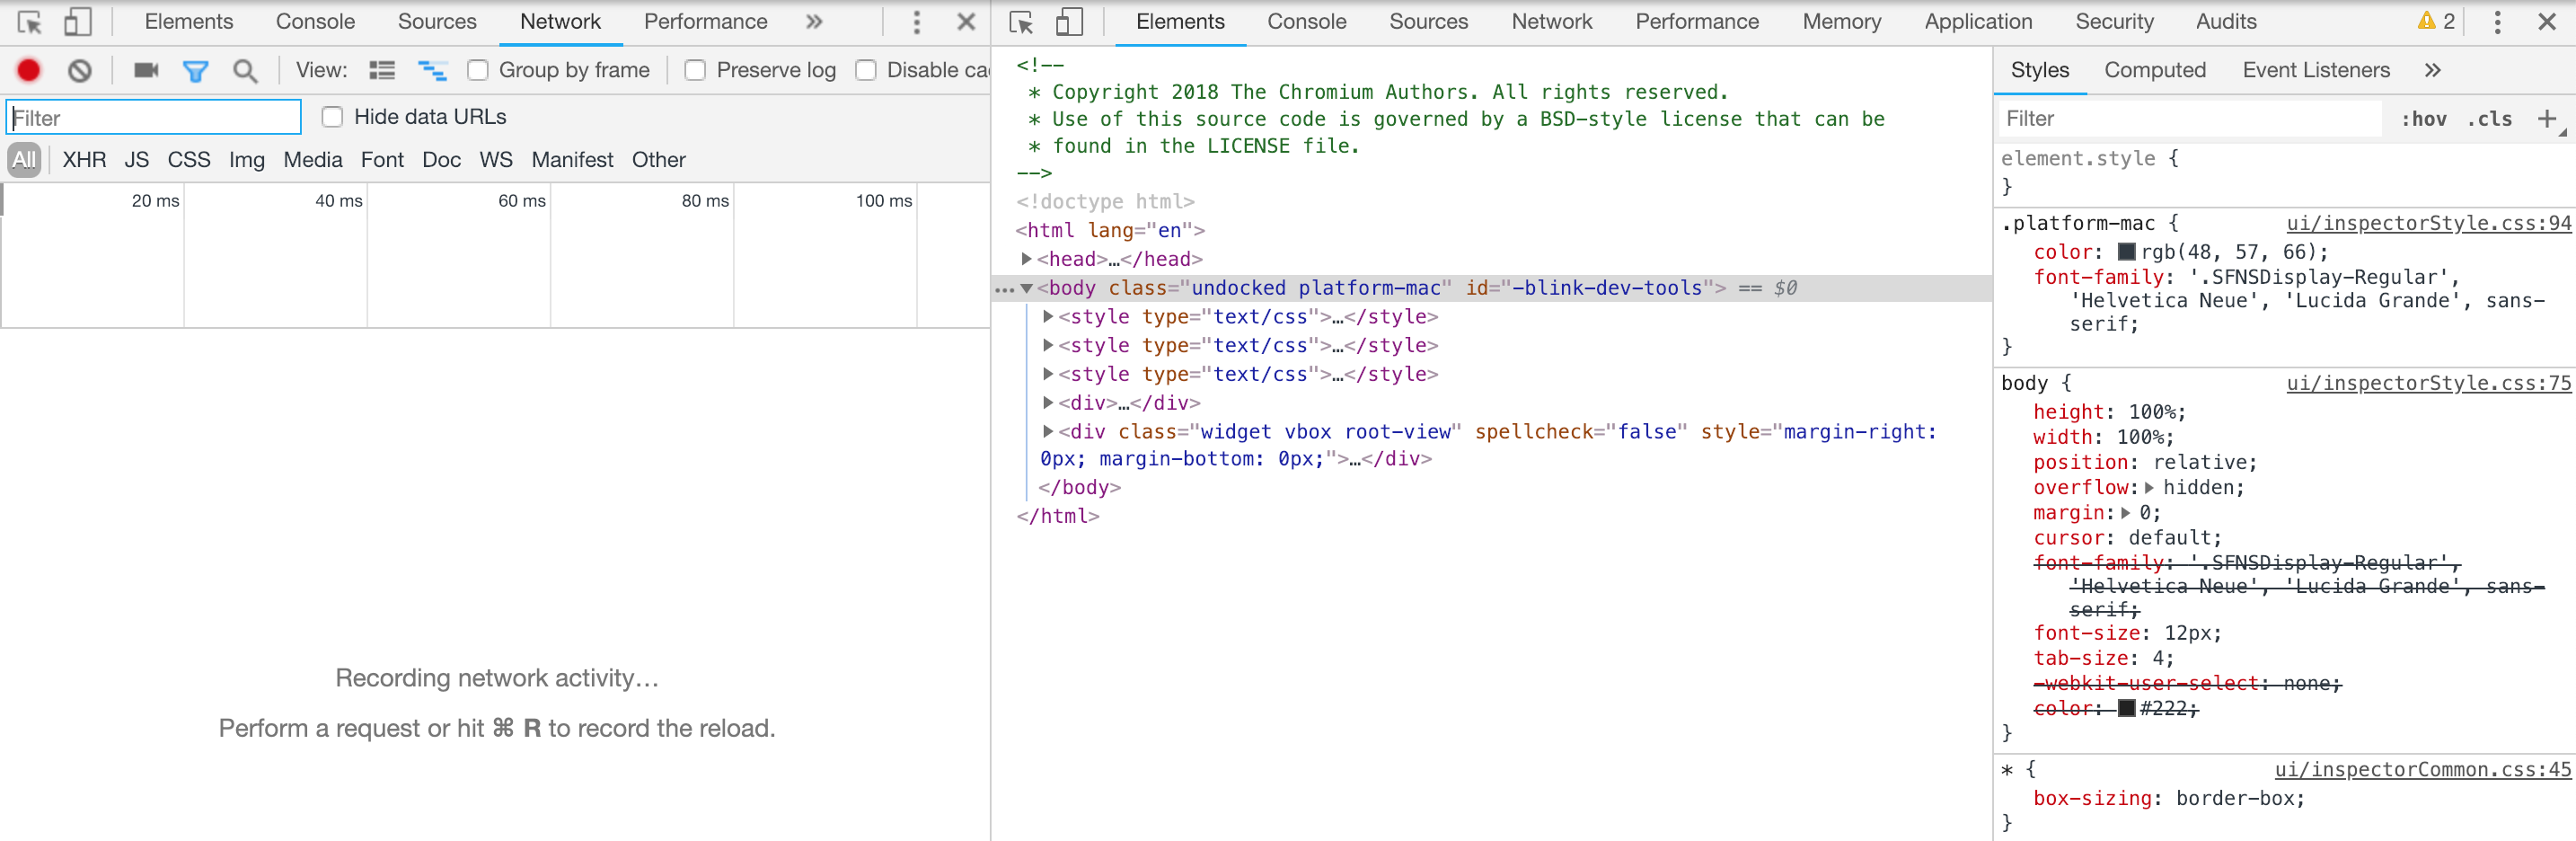 Elements Console Sources Network Performance »
View: Group by frame Preserve log Disable
Filter Hide data URLs
All XHR JS CSS Img Media Font Doc WS Manifest Other
20 ms 40 ms 60 ms 80 ms 100 ms
Recording network activity…
Perform a request or hit ⌘ R to record the reload.
Elements Console Sources Network Performance Memory Application Security Audits 2
<!--
* Copyright 2018 The Chromium Authors. All rights reserved.
* Use of this source code is governed by a BSD-style license that can be
* found in the LICENSE file.
-->
<!doctype html>
<html lang="en">
▶<head>…</head>
…▼<body class="undocked platform-mac" id="-blink-dev-tools"> == $0
▶<style type="text/css">…</style>
▶<style type="text/css">…</style>
▶<style type="text/css">…</style>
▶<div>…</div>
▶<div class="widget vbox root-view" spellcheck="false" style="margin-right:
0px; margin-bottom: 0px;">…</div>
</body>
</html>
Styles Computed Event Listeners »
Filter :hov .cls +
element.style {
}
.platform-mac { ui/inspectorStyle.css:94
color: rgb(48, 57, 66);
font-family: '.SFNSDisplay-Regular',
'Helvetica Neue', 'Lucida Grande', sans-
serif;
}
body { ui/inspectorStyle.css:75
height: 100%;
width: 100%;
position: relative;
overflow:▶ hidden;
margin:▶ 0;
cursor: default;
font-family: '.SFNSDisplay-Regular',
'Helvetica Neue', 'Lucida Grande', sans-
serif;
font-size: 12px;
tab-size: 4;
-webkit-user-select: none;
color: #222;
}
* { ui/inspectorCommon.css:45
box-sizing: border-box;
}